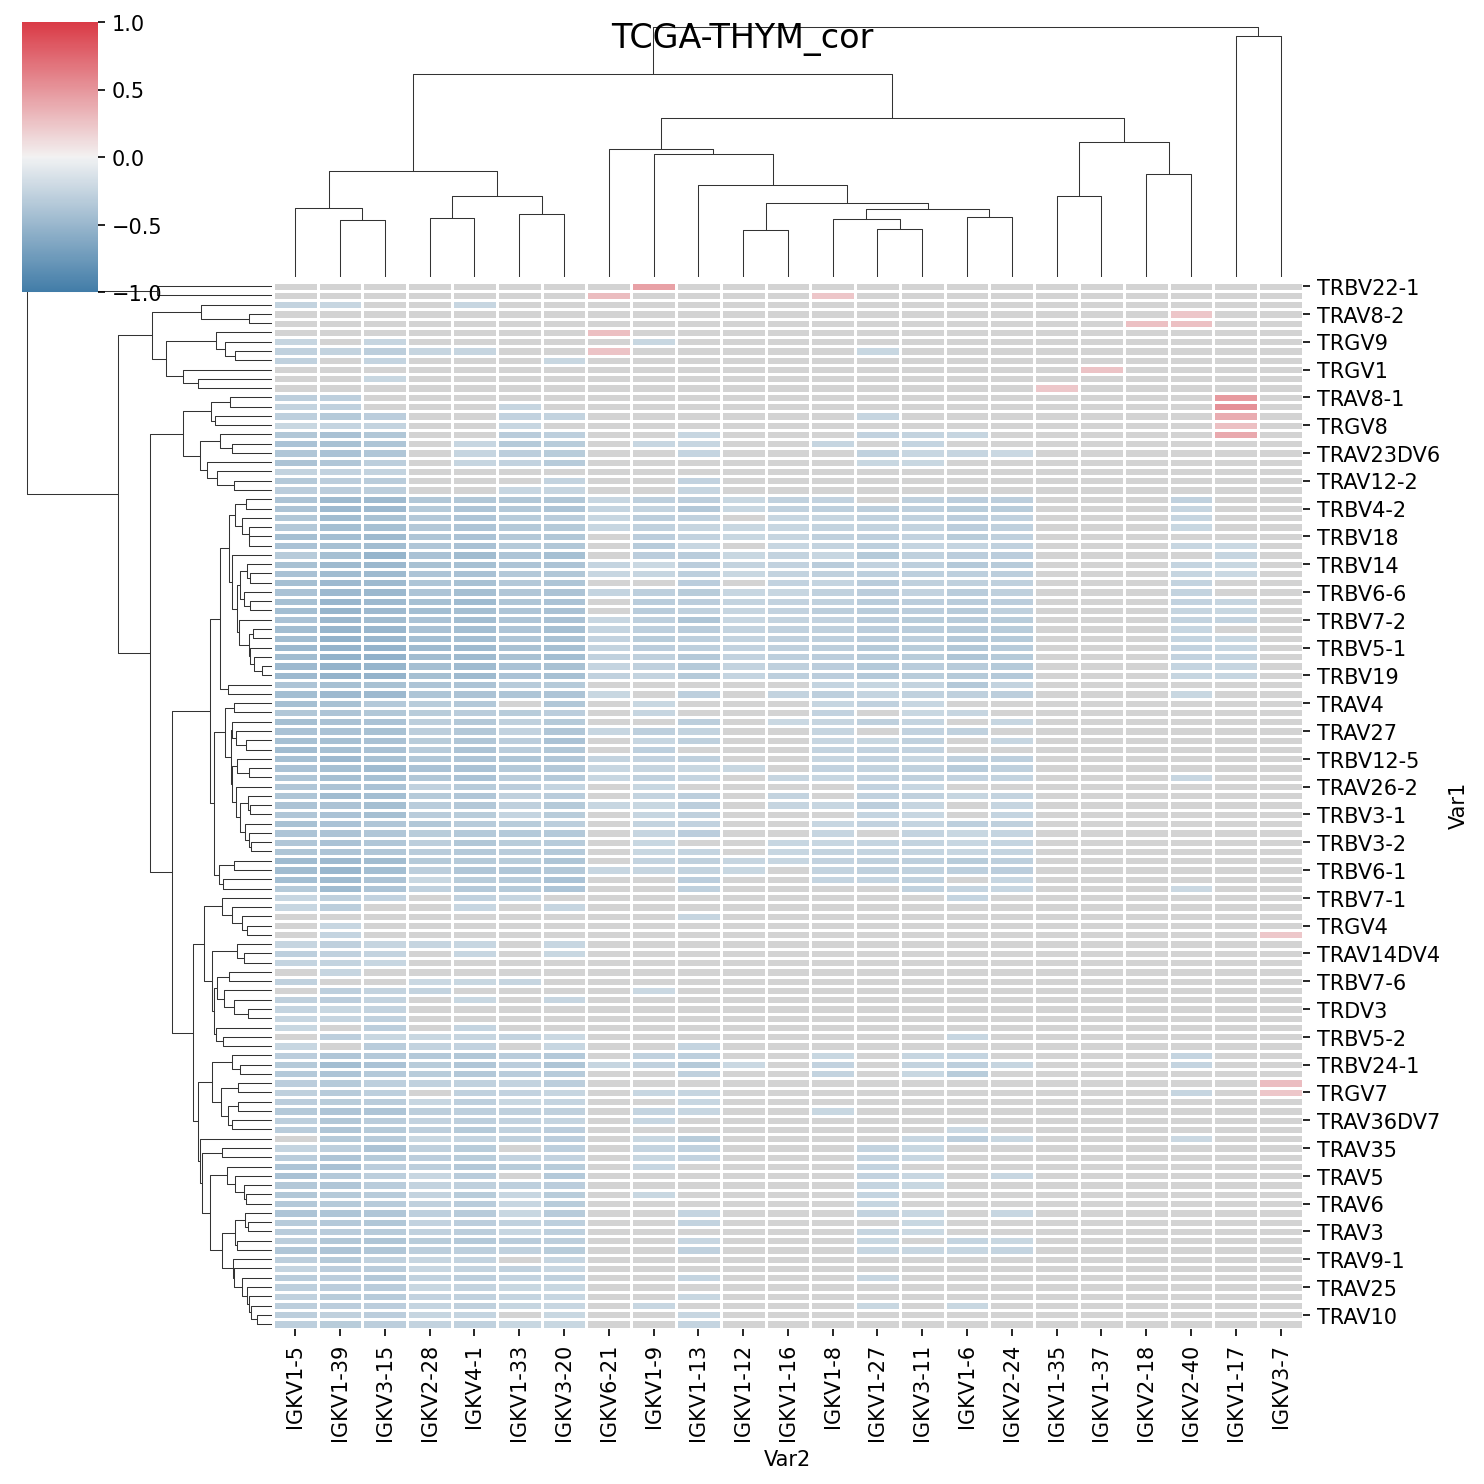 TCGA-THYM_cor
1.0
0.5
0.0
−0.5
−1.0
TRBV22-1
TRAV8-2
TRGV9
TRGV1
TRAV8-1
TRGV8
TRAV23DV6
TRAV12-2
TRBV4-2
TRBV18
TRBV14
TRBV6-6
TRBV7-2
TRBV5-1
TRBV19
TRAV4
TRAV27
TRBV12-5
TRAV26-2
TRBV3-1
TRBV3-2
TRBV6-1
TRBV7-1
TRGV4
TRAV14DV4
TRBV7-6
TRDV3
TRBV5-2
TRBV24-1
TRGV7
TRAV36DV7
TRAV35
TRAV5
TRAV6
TRAV3
TRAV9-1
TRAV25
TRAV10
Var1
IGKV1-5
IGKV1-39
IGKV3-15
IGKV2-28
IGKV4-1
IGKV1-33
IGKV3-20
IGKV6-21
IGKV1-9
IGKV1-13
IGKV1-12
IGKV1-16
IGKV1-8
IGKV1-27
IGKV3-11
IGKV1-6
IGKV2-24
IGKV1-35
IGKV1-37
IGKV2-18
IGKV2-40
IGKV1-17
IGKV3-7
Var2